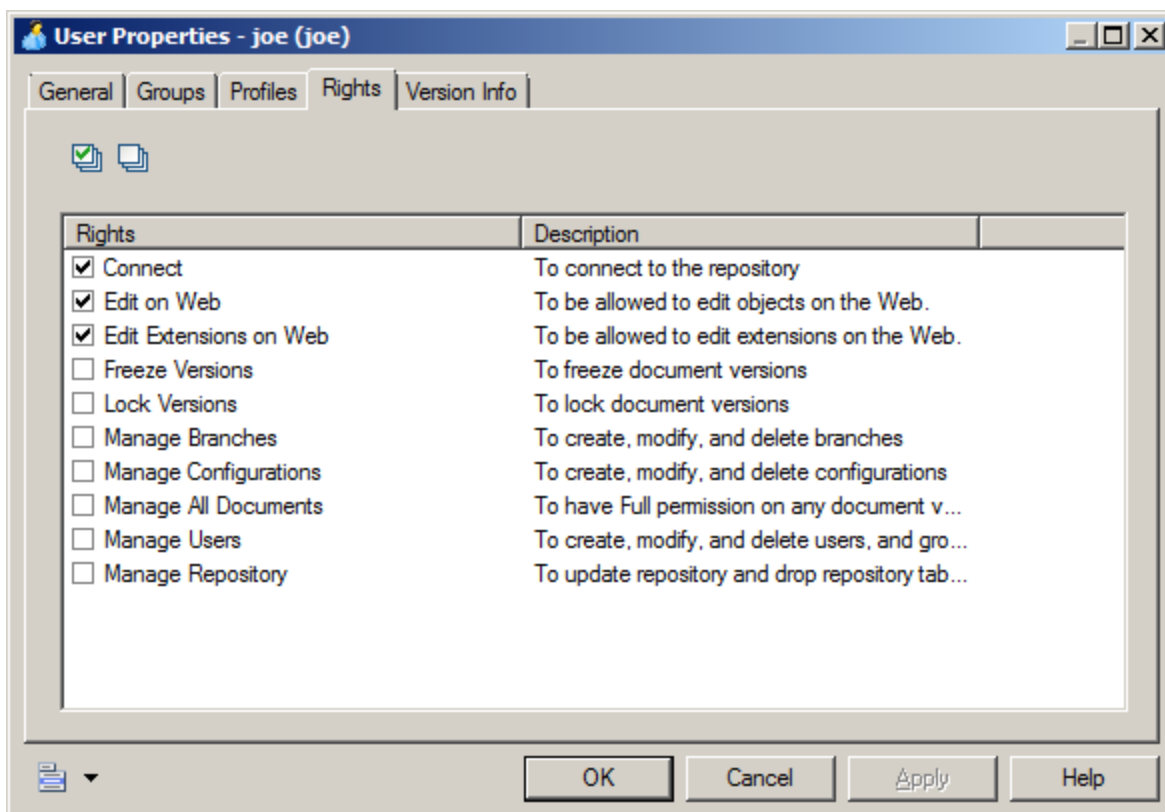 User Properties - joe (joe)
General Groups Profiles Rights Version Info
Rights Description
Connect To connect to the repository
Edit on Web To be allowed to edit objects on the Web.
Edit Extensions on Web To be allowed to edit extensions on the Web.
Freeze Versions To freeze document versions
Lock Versions To lock document versions
Manage Branches To create, modify, and delete branches
Manage Configurations To create, modify, and delete configurations
Manage All Documents To have Full permission on any document v...
Manage Users To create, modify, and delete users, and gro...
Manage Repository To update repository and drop repository tab...
OK Cancel Apply Help